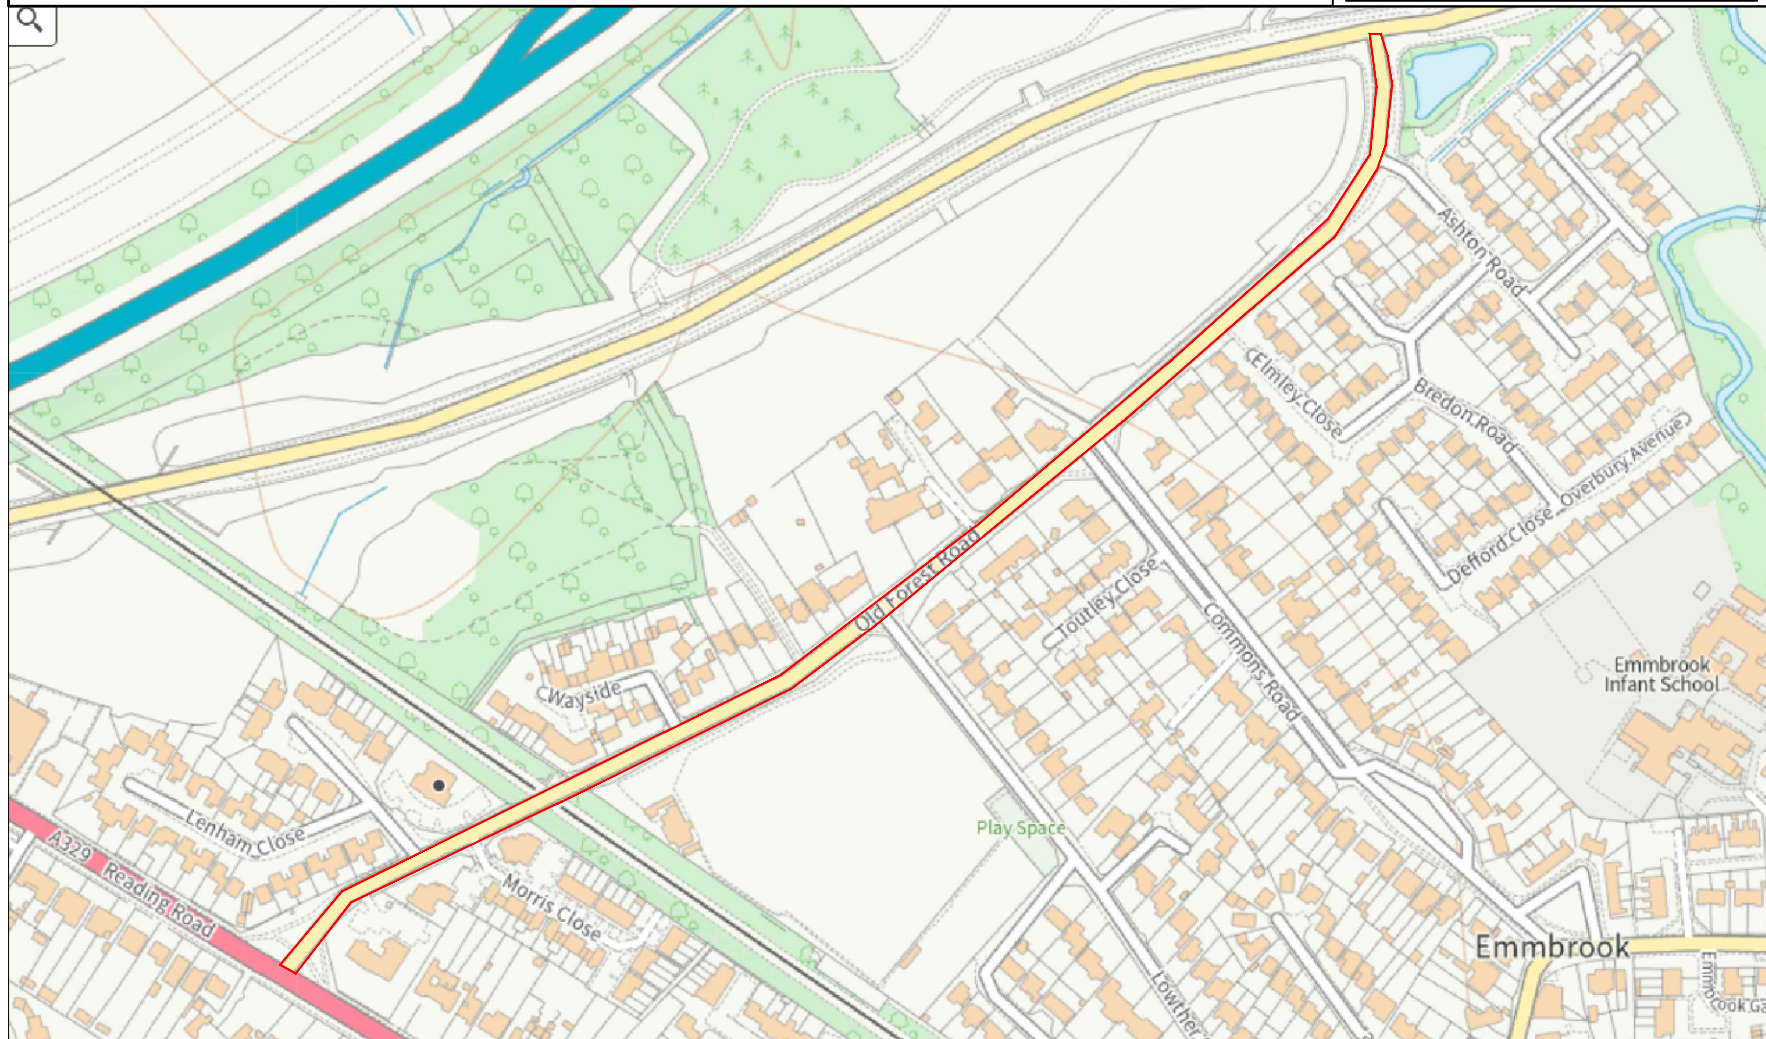 Ashton Road
Elmley Close
Bredon Road
Overbury Avenue
Defford Close
Old Forest Road
Toutley Close
Commons Road
Emmbrook
Infant School
Wayside
Play Space
Lenham Close
A329
Reading Road
Morris Close
Emmbrook
Lowther